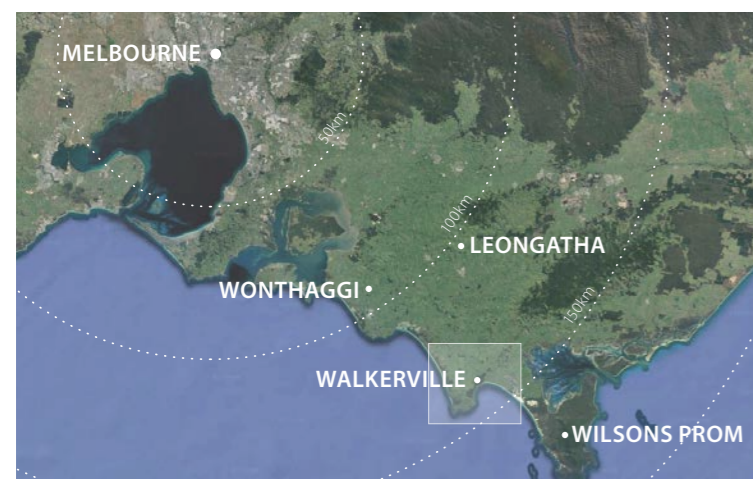 MELBOURNE
50km
100km
LEONGATHA
WONTHAGGI
150km
WALKERVILLE
WILSONS PROM